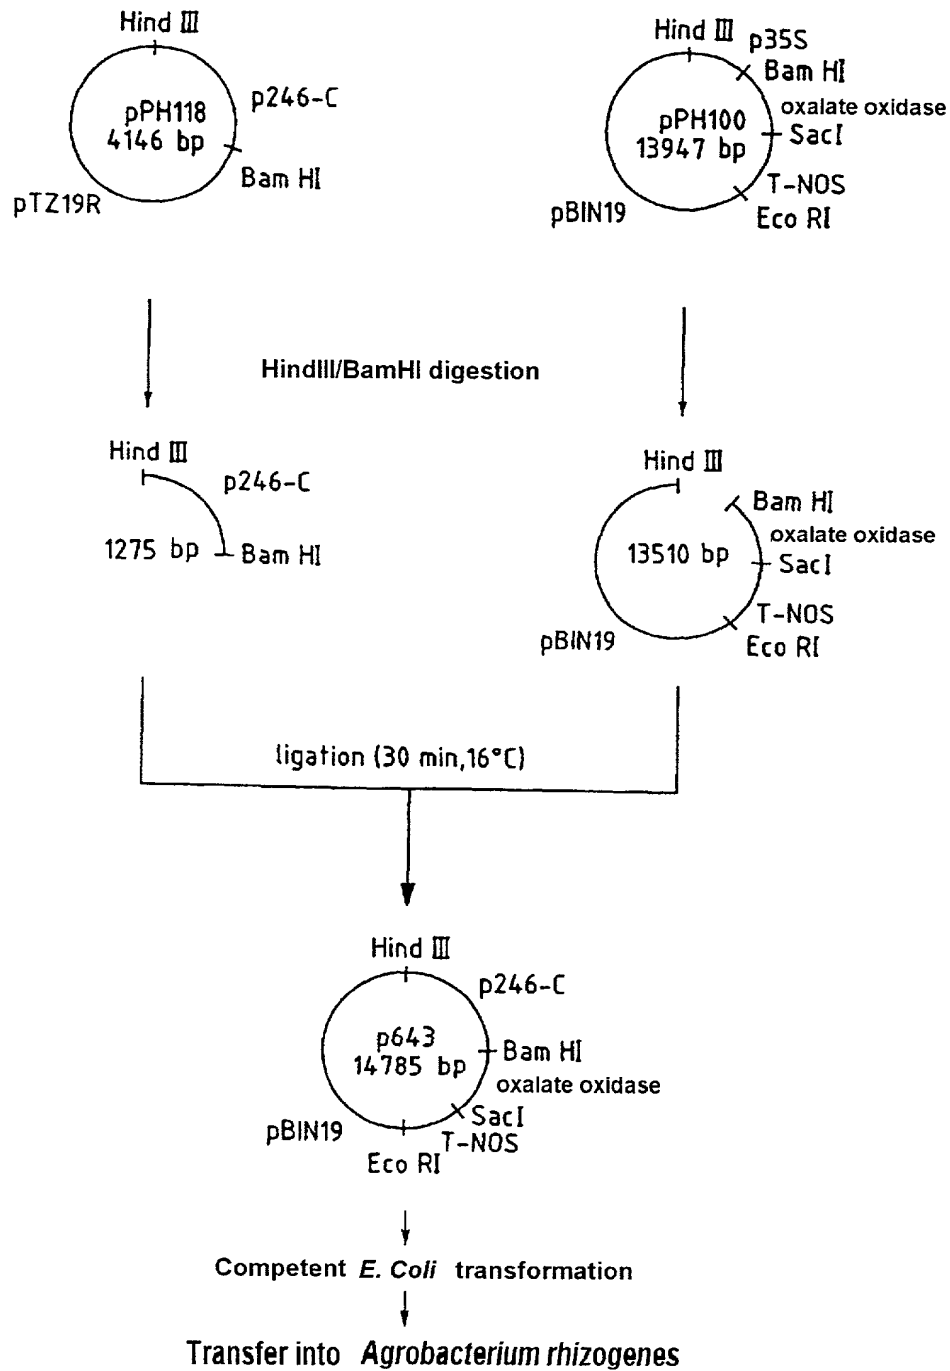 Hind III
p246-C
pPH118
4146 bp
Bam HI
pTZ19R
Hind III
p35S
Bam HI
oxalate oxidase
pPH100
13947 bp
SacI
T-NOS
pBIN19
Eco RI
HindIII/BamHI digestion
Hind III
p246-C
1275 bp
Bam HI
Hind III
Bam HI
oxalate oxidase
13510 bp
SacI
T-NOS
pBIN19
Eco RI
ligation (30 min,16°C)
Hind III
p246-C
p643
14785 bp
Bam HI
oxalate oxidase
SacI
pBIN19
T-NOS
Eco RI
Competent E. Coli transformation
Transfer into Agrobacterium rhizogenes